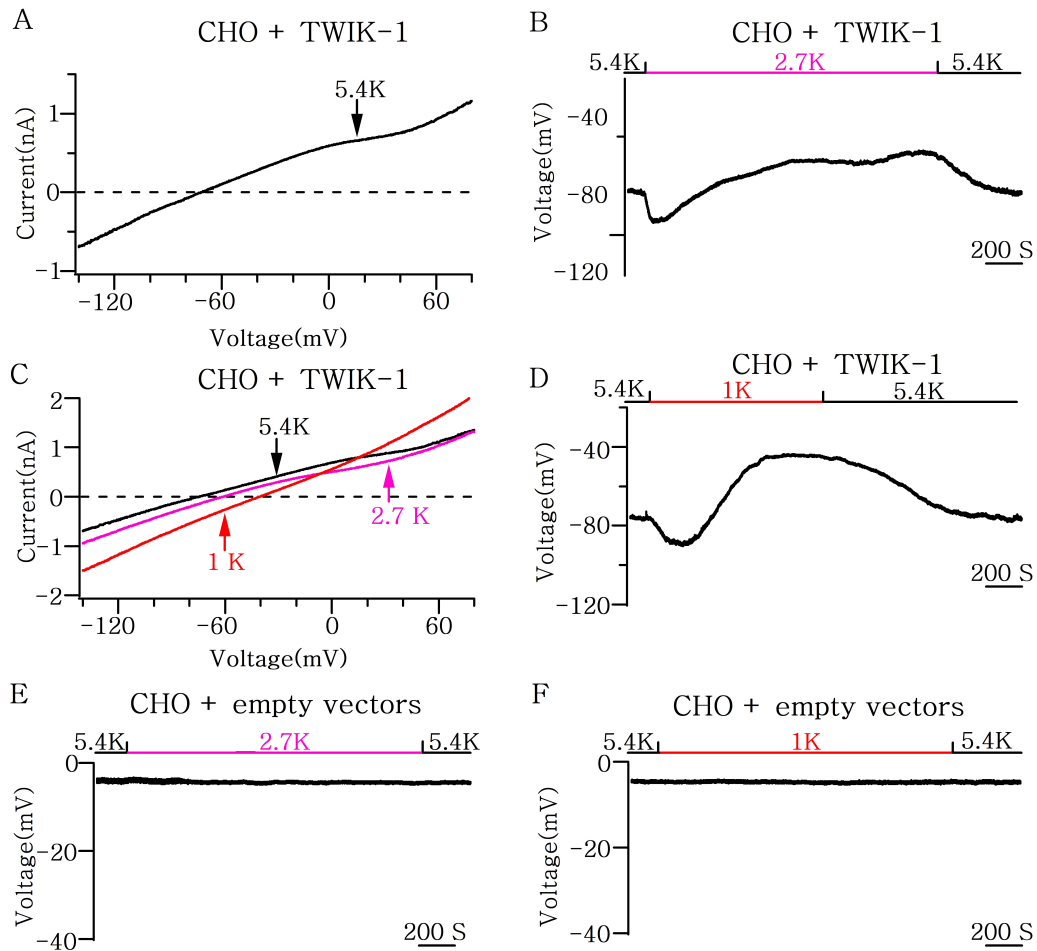 A
CHO + TWIK-1
5.4K
1
0
-1
Current(nA)
-120
-60
0
60
Voltage(mV)
B
CHO + TWIK-1
5.4K
2.7K
5.4K
-40
-80
-120
Voltage(mV)
200 S
C
CHO + TWIK-1
5.4K
2.7 K
1 K
2
1
0
-1
-2
Current(nA)
-120
-60
0
60
Voltage(mV)
D
CHO + TWIK-1
5.4K
1K
5.4K
-40
-80
-120
Voltage(mV)
200 S
E
CHO + empty vectors
5.4K
2.7K
5.4K
0
-20
-40
Voltage(mV)
200 S
F
CHO + empty vectors
5.4K
1K
5.4K
0
-20
-40
Voltage(mV)
200 S